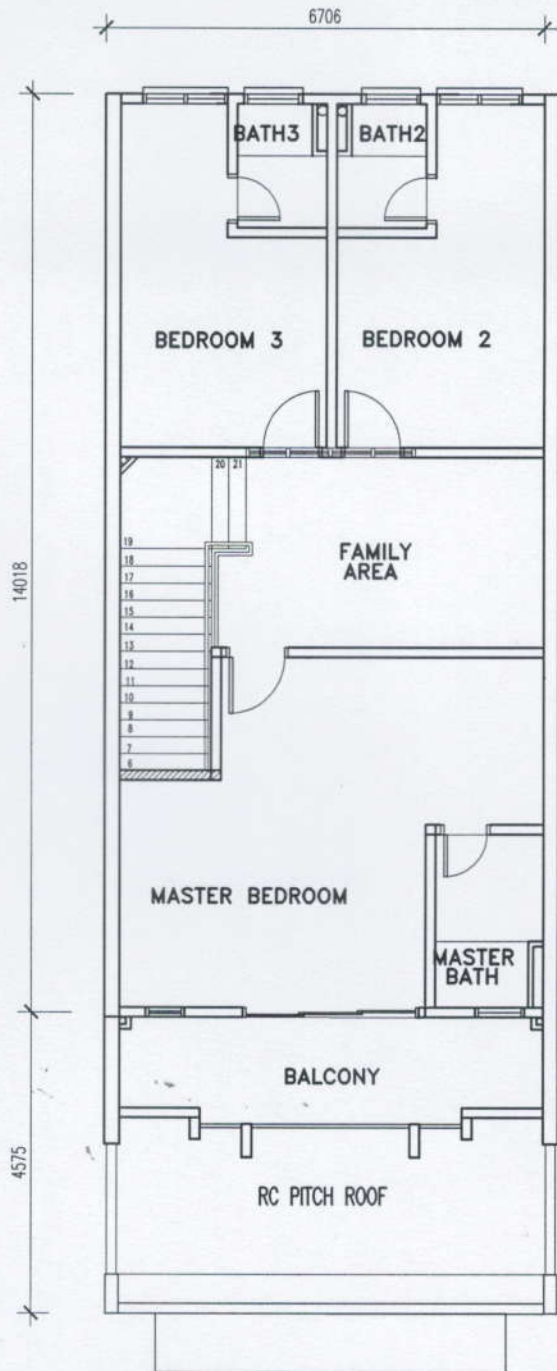 6706
BATH3 BATH2
BEDROOM 3 BEDROOM 2
20 21
FAMILY
AREA
19
18
17
16
15
14
13
12
11
10
9
8
7
6
14018
MASTER BEDROOM
MASTER
BATH
BALCONY
4575
RC PITCH ROOF